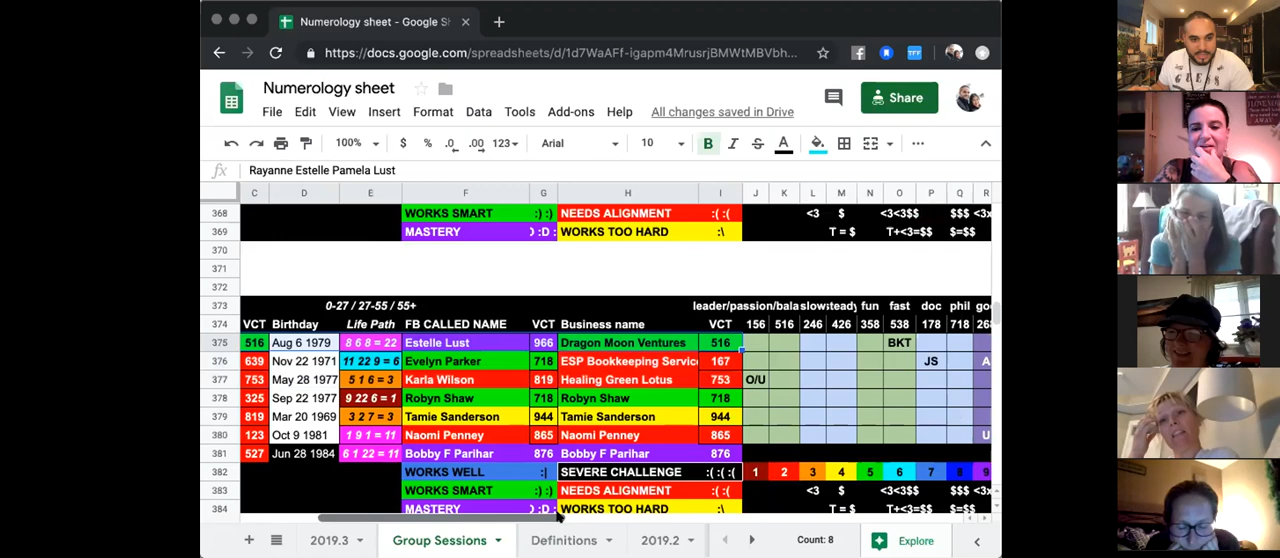 Numerology sheet - Google Sh
https://docs.google.com/spreadsheets/d/1d7WaAFf-igapm4MrusrjBMWtMBVbh...
TFF
Numerology sheet
File Edit View Insert Format Data Tools Add-ons Help All changes saved in Drive
Share
100% $ % .0 .00 123 Arial 10 B I S A
fx Rayanne Estelle Pamela Lust
C D E F G H I J K L M N O P Q R
368 WORKS SMART :) :) NEEDS ALIGNMENT :( :( <3 $ <3<3$ $$$ <3x
369 MASTERY ) :D : WORKS TOO HARD :\ T = $ T+<3=$$ $=$$
370
371
372
373 0-27 / 27-55 / 55+ leader/passion/bala slow steady fun fast doc phil goo
374 VCT Birthday Life Path FB CALLED NAME VCT Business name VCT 156 516 246 426 358 538 178 718 268
375 516 Aug 6 1979 8 6 8 = 22 Estelle Lust 966 Dragon Moon Ventures 516 BKT
376 639 Nov 22 1971 11 22 9 = 6 Evelyn Parker 718 ESP Bookkeeping Service 167 JS A
377 753 May 28 1977 5 1 6 = 3 Karla Wilson 819 Healing Green Lotus 753 O/U
378 325 Sep 22 1977 9 22 6 = 1 Robyn Shaw 718 Robyn Shaw 718
379 819 Mar 20 1969 3 2 7 = 3 Tamie Sanderson 944 Tamie Sanderson 944
380 123 Oct 9 1981 1 9 1 = 11 Naomi Penney 865 Naomi Penney 865 U
381 527 Jun 28 1984 6 1 22 = 11 Bobby F Parihar 876 Bobby F Parihar 876
382 WORKS WELL :| SEVERE CHALLENGE :( :( :( 1 2 3 4 5 6 7 8 9
383 WORKS SMART :) :) NEEDS ALIGNMENT :( :( <3 $ <3<3$ $$$ <3x
384 MASTERY ) :D : WORKS TOO HARD :\ T = $ T+<3=$$ $=$$
2019.3 Group Sessions Definitions 2019.2 Count: 8 Explore
GUESS